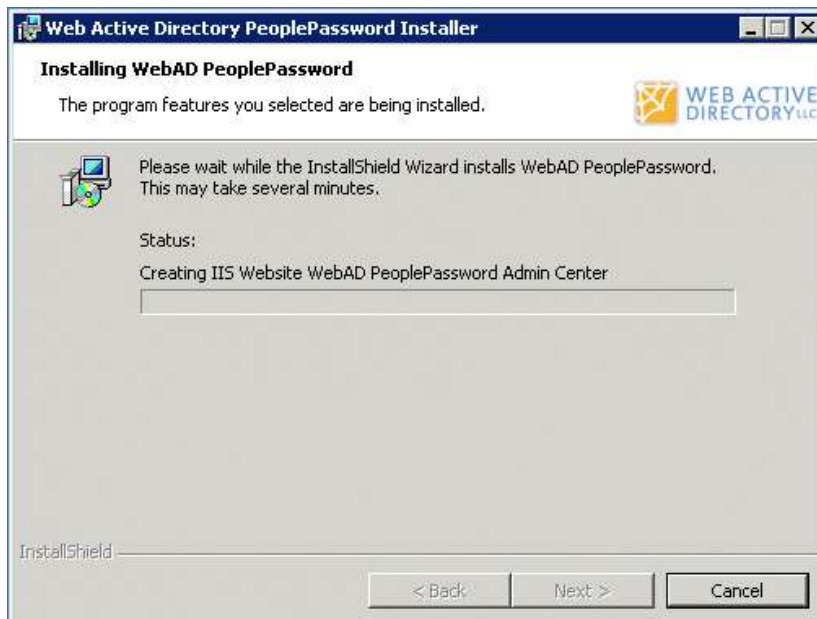 Web Active Directory PeoplePassword Installer
Installing WebAD PeoplePassword
The program features you selected are being installed.
WEB ACTIVE
DIRECTORY LLC
Please wait while the InstallShield Wizard installs WebAD PeoplePassword.
This may take several minutes.
Status:
Creating IIS Website WebAD PeoplePassword Admin Center
InstallShield
< Back
Next >
Cancel